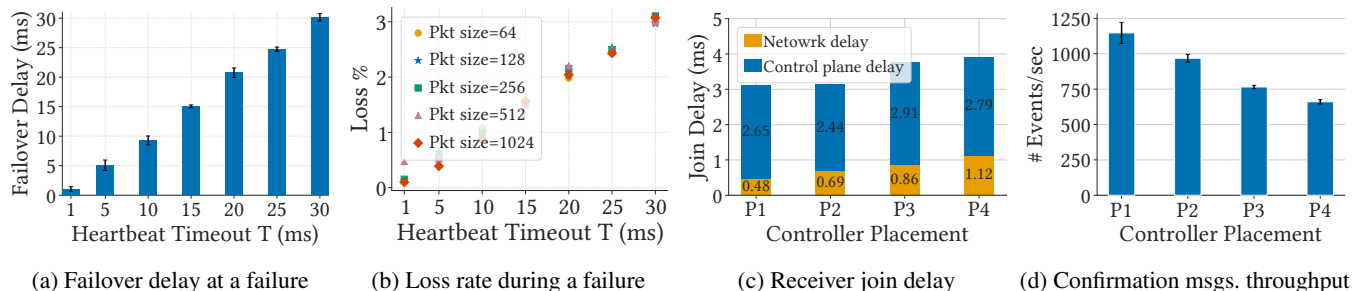 Failover Delay (ms)
30
25
20
15
10
5
0
1 5 10 15 20 25 30
Heartbeat Timeout T (ms)
(a) Failover delay at a failure
Loss %
3
2
1
0
Pkt size=64
Pkt size=128
Pkt size=256
Pkt size=512
Pkt size=1024
1 5 10 15 20 25 30
Heartbeat Timeout T (ms)
(b) Loss rate during a failure
Join Delay (ms)
5
4
3
2
1
0
Netowrk delay
Control plane delay
2.65 2.44 2.91 2.79
0.48 0.69 0.86 1.12
P1 P2 P3 P4
Controller Placement
(c) Receiver join delay
# Events/sec
1250
1000
750
500
250
0
P1 P2 P3 P4
Controller Placement
(d) Confirmation msgs. throughput